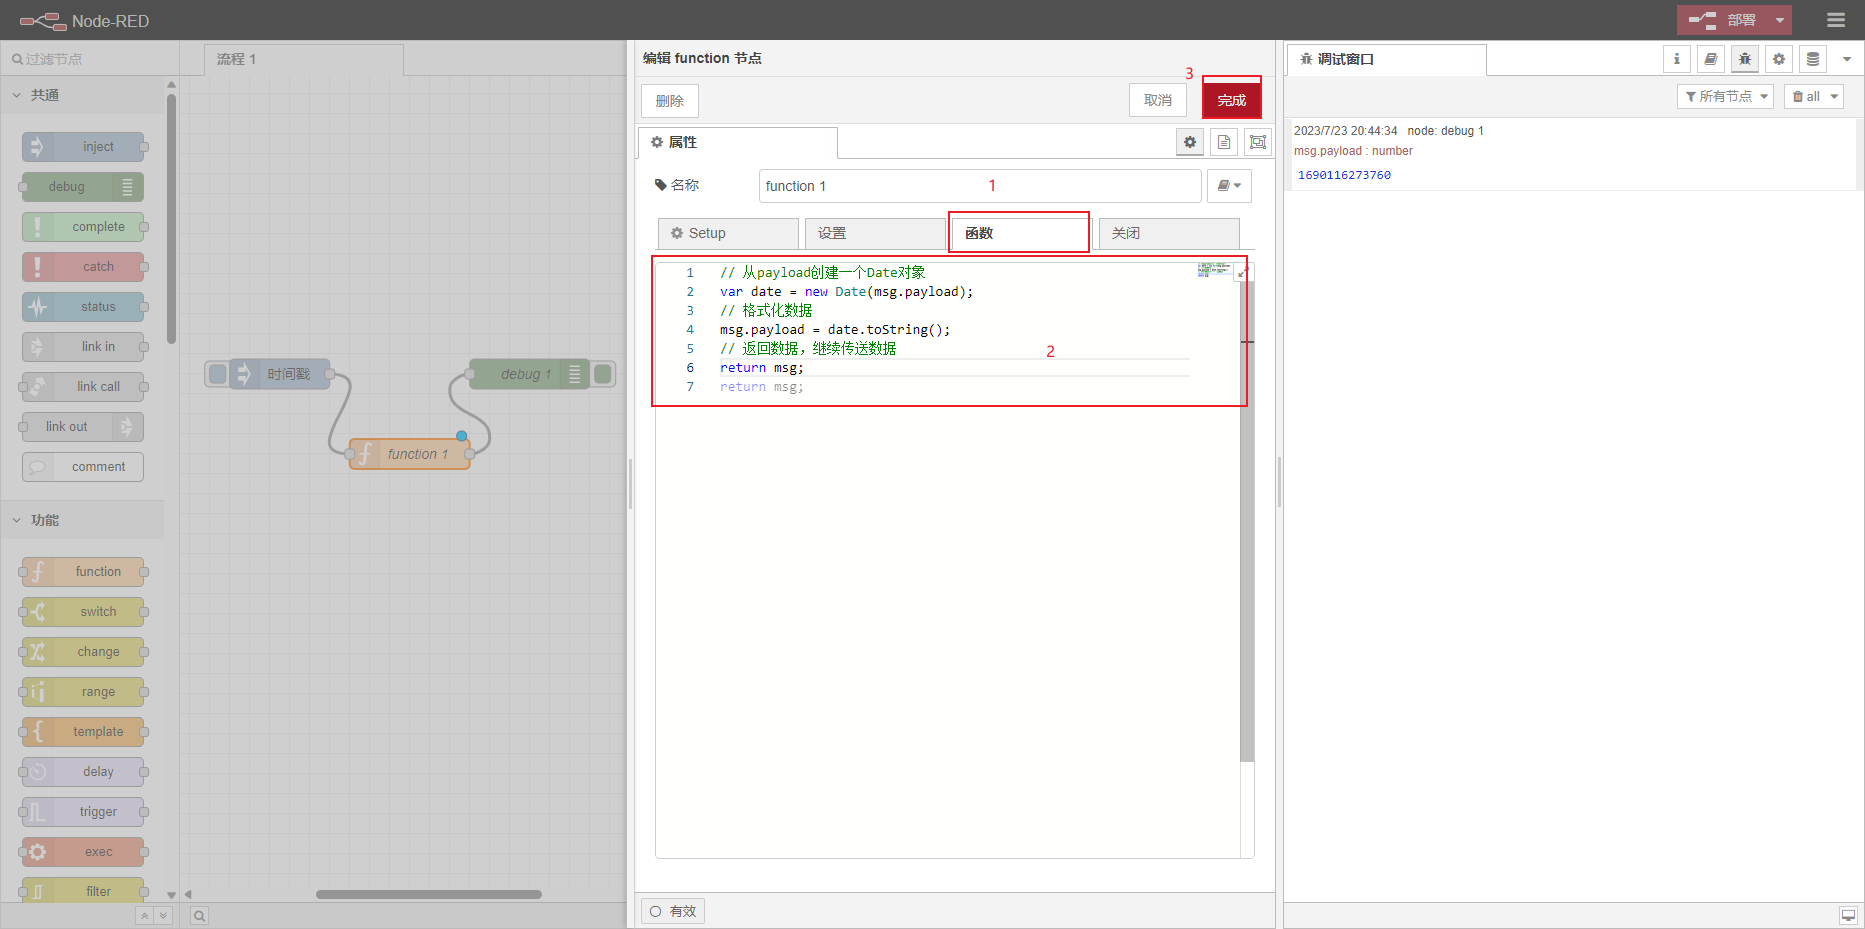 Node-RED
部署
过滤节点
共通
inject
debug
complete
catch
status
link in
link call
link out
comment
功能
function
switch
change
range
template
delay
trigger
exec
filter
流程 1
时间戳
debug 1
function 1
编辑 function 节点
删除
取消
3
完成
属性
名称
function 1
1
Setup
设置
函数
关闭
1 // 从payload创建一个Date对象
2 var date = new Date(msg.payload);
3 // 格式化数据
4 msg.payload = date.toString();
5 // 返回数据，继续传送数据
2
6 return msg;
7 return msg;
有效
调试窗口
所有节点
all
2023/7/23 20:44:34 node: debug 1
msg.payload : number
1690116273760